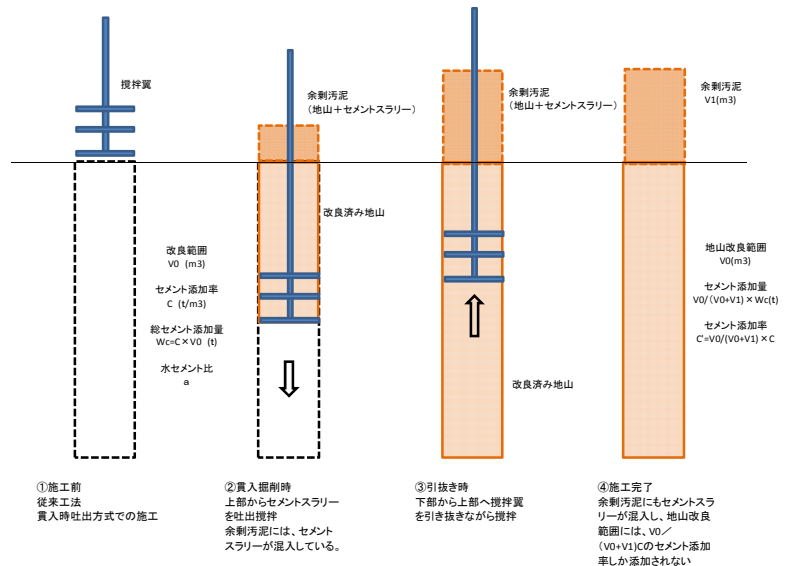 撹拌翼
改良範囲
V0 (m3)
セメント添加率
C (t/m3)
総セメント添加量
Wc=C×V0 (t)
水セメント比
a
余剰汚泥
(地山+セメントスラリー)
改良済み地山
余剰汚泥
(地山+セメントスラリー)
改良済み地山
余剰汚泥
V1(m3)
地山改良範囲
V0(m3)
セメント添加量
V0/(V0+V1)×Wc(t)
セメント添加率
C'=V0/(V0+V1)×C
①施工前
従来工法
貫入時吐出方式での施工
②貫入掘削時
上部からセメントスラリー
を吐出撹拌
余剰汚泥には、セメント
スラリーが混入している。
③引抜き時
下部から上部へ撹拌翼
を引き抜きながら撹拌
④施工完了
余剰汚泥にもセメントスラ
リーが混入し、地山改良
範囲には、V0/
(V0+V1)Cのセメント添加
率しか添加されない